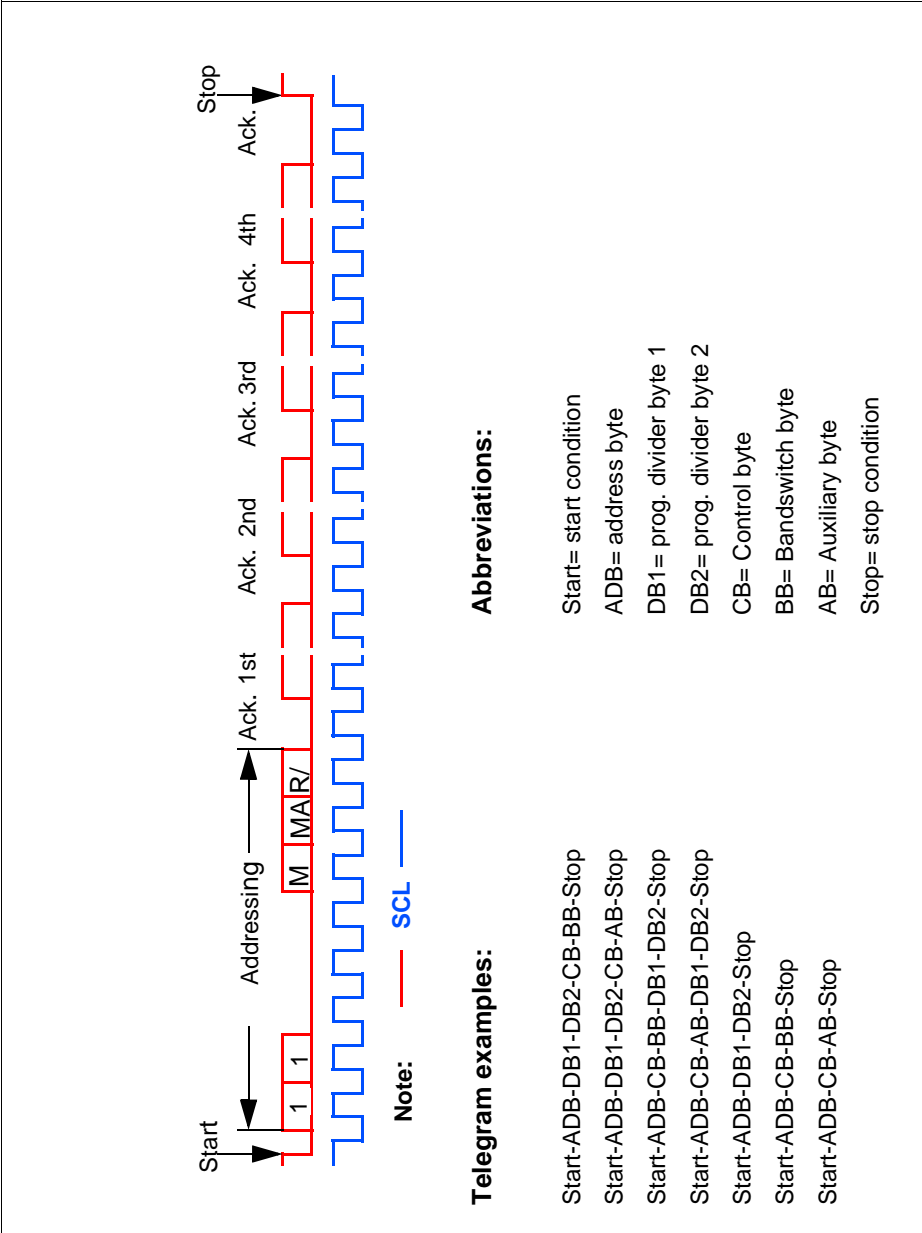 Start
Addressing
Ack. 1st
Ack. 2nd
Ack. 3rd
Ack. 4th
Ack.
Stop
1 1 M MA R/
Note: SCL
Telegram examples:
Start-ADB-DB1-DB2-CB-BB-Stop
Start-ADB-DB1-DB2-CB-AB-Stop
Start-ADB-CB-BB-DB1-DB2-Stop
Start-ADB-CB-AB-DB1-DB2-Stop
Start-ADB-DB1-DB2-Stop
Start-ADB-CB-BB-Stop
Start-ADB-CB-AB-Stop
Abbreviations:
Start= start condition
ADB= address byte
DB1= prog. divider byte 1
DB2= prog. divider byte 2
CB= Control byte
BB= Bandswitch byte
AB= Auxiliary byte
Stop= stop condition